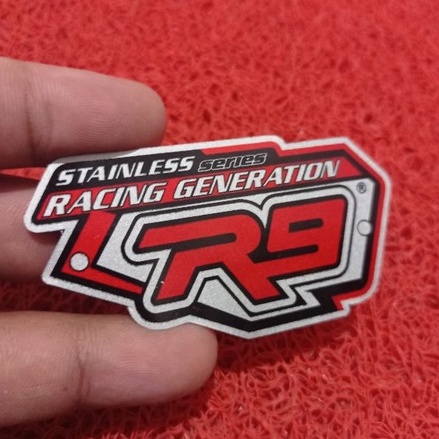 STAINLESS series
RACING GENERATION
®
R9